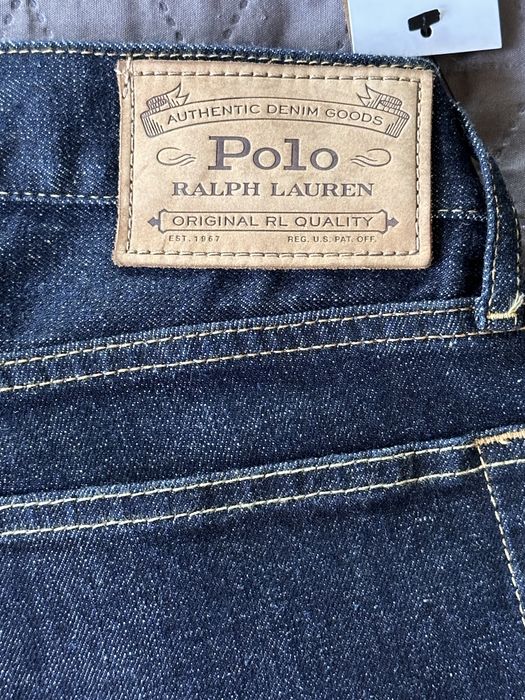 AUTHENTIC DENIM GOODS
Polo
RALPH LAUREN
ORIGINAL RL QUALITY
EST. 1967 REG. U.S. PAT. OFF.